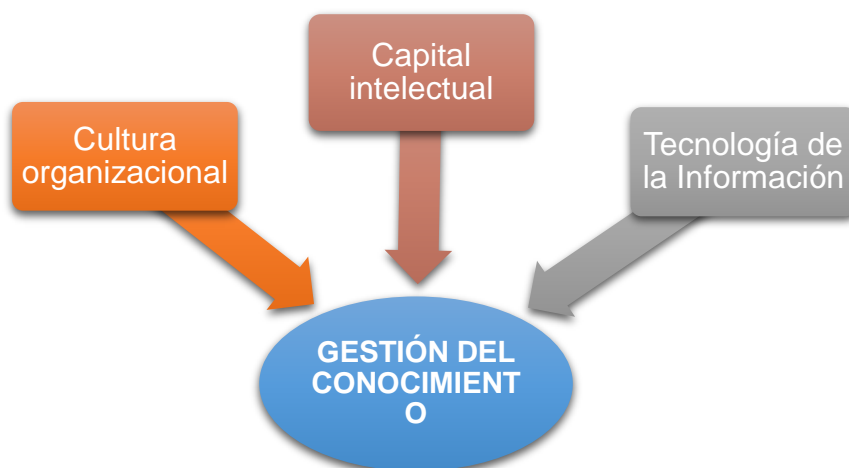 Capital
intelectual
Cultura
organizacional
Tecnología de
la Información
GESTIÓN DEL
CONOCIMIENT
O